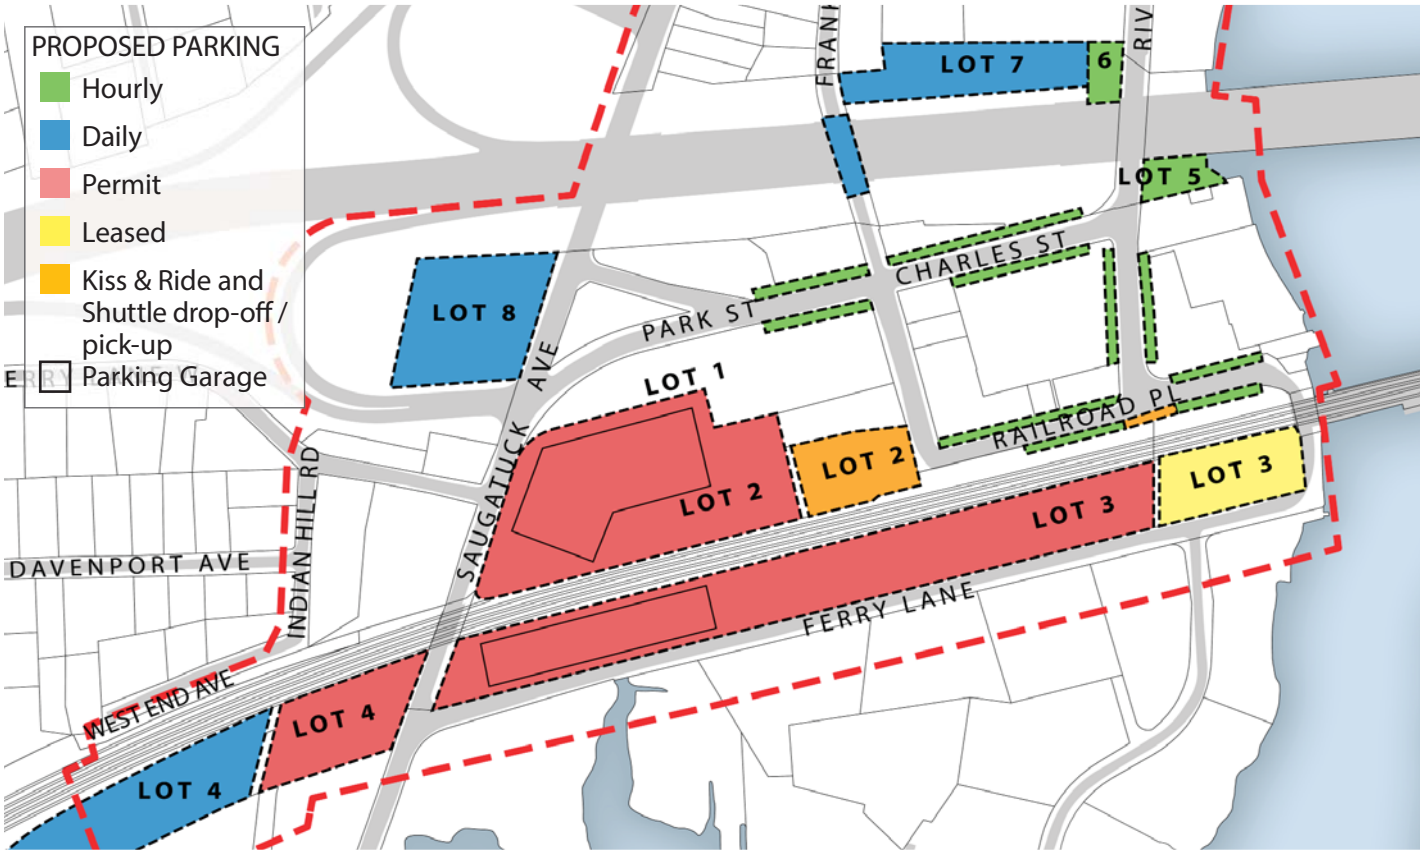 PROPOSED PARKING
Hourly
Daily
Permit
Leased
Kiss & Ride and
Shuttle drop-off /
pick-up
Parking Garage
FRANK
RIV
LOT 7
6
LOT 5
CHARLES ST
PARK ST
LOT 8
SAUGATUCK AVE
LOT 1
LOT 2
LOT 2
RAILROAD PL
LOT 3
LOT 3
FERRY LANE
INDIAN HILL RD
DAVENPORT AVE
WEST END AVE
LOT 4
LOT 4